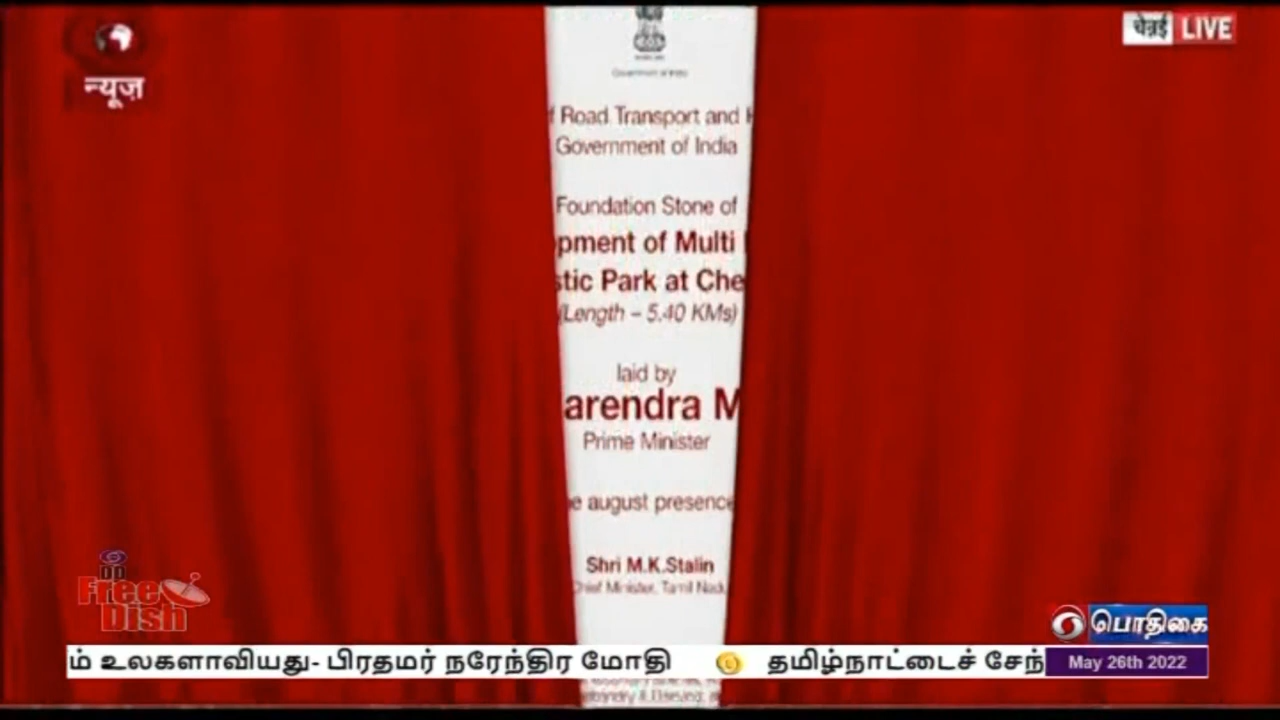 न्यूज़
चेन्नई LIVE
Government of India
f Road Transport and H
Government of India
Foundation Stone of
opment of Multi
stic Park at Che
(Length – 5.40 KMs)
laid by
arendra M
Prime Minister
e august presence
Shri M.K.Stalin
Chief Minister, Tamil Nadu
DD
Free
Dish
பொதிகை
ம் உலகளாவியது- பிரதமர் நரேந்திர மோதி தமிழ்நாட்டைச் சேந்
May 26th 2022